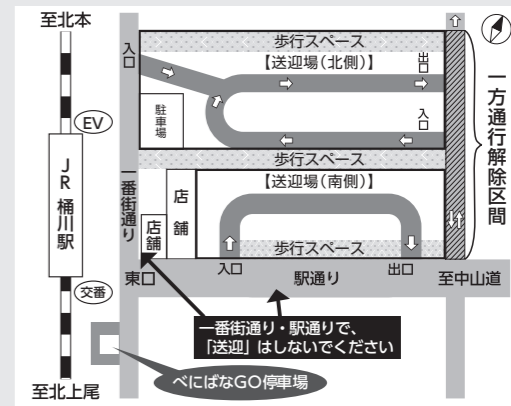 至北本
EV
JR 桶川駅
交番
至北上尾
一番街通り
入口
歩行スペース
【送迎場(北側)】
出口
入口
駐車場
歩行スペース
【送迎場(南側)】
店舗
店舗
歩行スペース
入口
出口
一方通行解除区間
東口
駅通り
至中山道
一番街通り・駅通りで、
「送迎」はしないでください
べにばなGO停車場